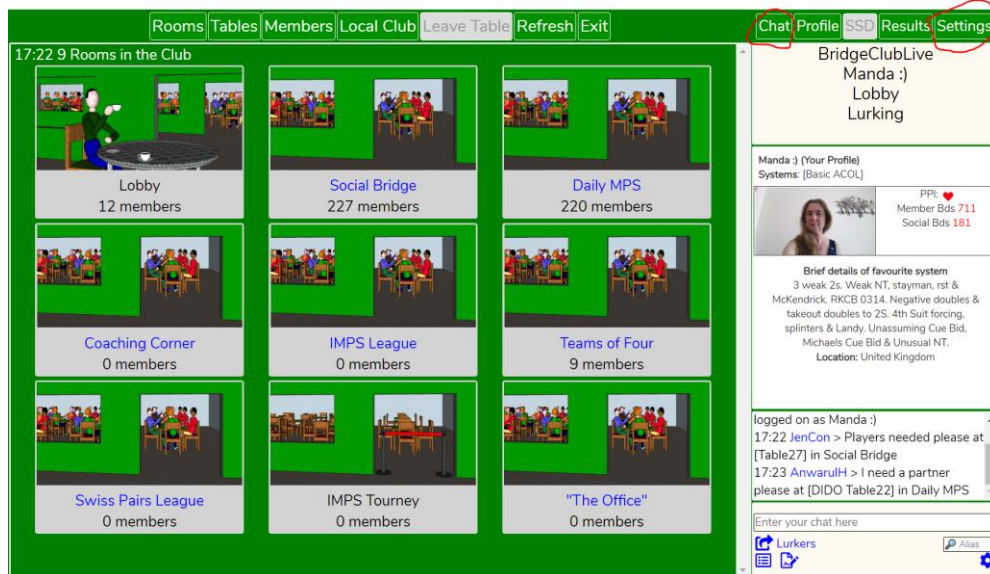 Rooms Tables Members Local Club Leave Table Refresh Exit
Chat Profile SSD Results Settings
17:22 9 Rooms in the Club
Lobby
12 members
Social Bridge
227 members
Daily MPS
220 members
Coaching Corner
0 members
IMPS League
0 members
Teams of Four
9 members
Swiss Pairs League
0 members
IMPS Tourney
0 members
"The Office"
0 members
BridgeClubLive
Manda :)
Lobby
Lurking
Manda :) (Your Profile)
Systems: [Basic ACOL]
PPI:
Member Bds 711
Social Bds 181
Brief details of favourite system
3 weak 2s. Weak NT, stayman, rst &
McKendrick. RKCB 0314. Negative doubles &
takeout doubles to 2S. 4th Suit forcing,
splinters & Landy. Unassuming Cue Bid,
Michaels Cue Bid & Unusual NT.
Location: United Kingdom
logged on as Manda :)
17:22 JenCon > Players needed please at
[Table27] in Social Bridge
17:23 AnwarulH > I need a partner
please at [DIDO Table22] in Daily MPS
Enter your chat here
Lurkers
Alias